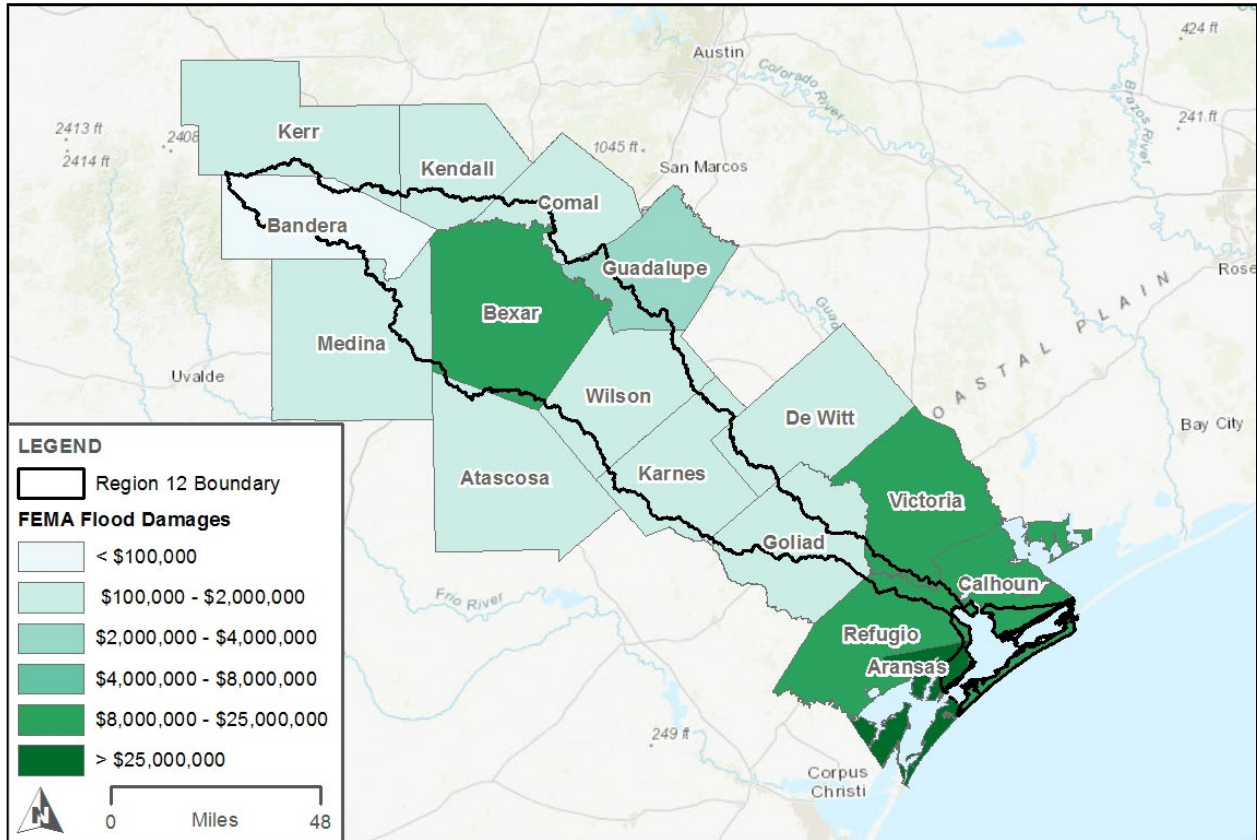 424 ft
Austin
Colorado River
Brazos River
241 ft
2413 ft
2408
2414 ft
Kerr
1045 ft
San Marcos
Kendall
Comal
Bandera
Guadalupe
Rose
Guad
Bexar
Medina
COASTAL PLAIN
Uvalde
Wilson
De Witt
Bay City
LEGEND
Region 12 Boundary
FEMA Flood Damages
< $100,000
$100,000 - $2,000,000
$2,000,000 - $4,000,000
$4,000,000 - $8,000,000
$8,000,000 - $25,000,000
> $25,000,000
N
0 Miles 48
Atascosa
Karnes
Victoria
Goliad
Calhoun
Frio River
Refugio
Aransas
249 ft
Corpus
Christi